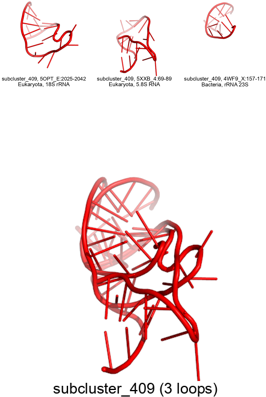 subcluster_409, 5OPT_E:2025-2042
Eukaryota, 18S rRNA
subcluster_409, 5XXB_4:69-89
Eukaryota, 5.8S RNA
subcluster_409, 4WF9_X:157-171
Bacteria, rRNA 23S
subcluster_409 (3 loops)